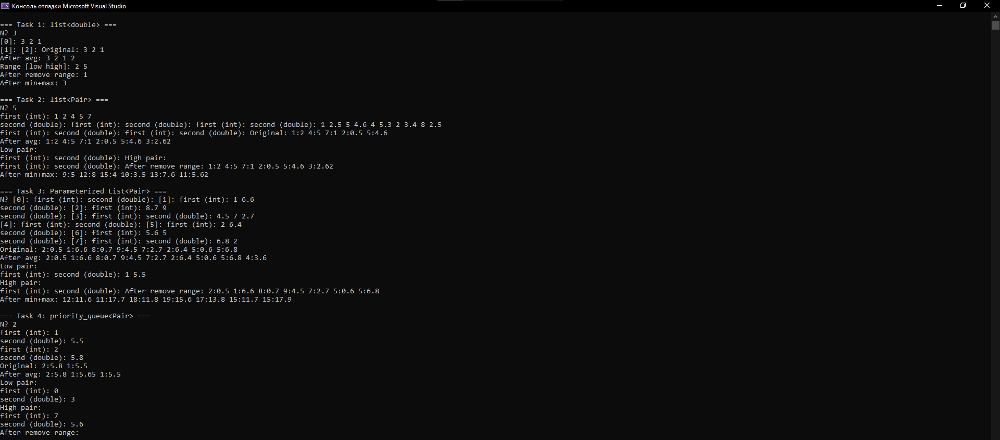 Консоль отладки Microsoft Visual Studio
=== Task 1: list<double> ===
N? 3
[0]: 3 2 1
[1]: [2]: Original: 3 2 1
After avg: 3 2 1 2
Range [low high]: 2 5
After remove range: 1
After min+max: 3
=== Task 2: list<Pair> ===
N? 5
first (int): 1 2 4 5 7
second (double): first (int): second (double): first (int): second (double): 1 2.5 5 4.6 4 5.3 2 3.4 8 2.5
first (int): second (double): first (int): second (double): Original: 1:2 4:5 7:1 2:0.5 5:4.6
After avg: 1:2 4:5 7:1 2:0.5 5:4.6 3:2.62
Low pair:
first (int): second (double): High pair:
first (int): second (double): After remove range: 1:2 4:5 7:1 2:0.5 5:4.6 3:2.62
After min+max: 9:5 12:8 15:4 10:3.5 13:7.6 11:5.62
=== Task 3: Parameterized List<Pair> ===
N? [0]: first (int): second (double): [1]: first (int): 1 6.6
second (double): [2]: first (int): 8.7 9
second (double): [3]: first (int): second (double): 4.5 7 2.7
[4]: first (int): second (double): [5]: first (int): 2 6.4
second (double): [6]: first (int): 5.6 5
second (double): [7]: first (int): second (double): 6.8 2
Original: 2:0.5 1:6.6 8:0.7 9:4.5 7:2.7 2:6.4 5:0.6 5:6.8
After avg: 2:0.5 1:6.6 8:0.7 9:4.5 7:2.7 2:6.4 5:0.6 5:6.8 4:3.6
Low pair:
first (int): second (double): 1 5.5
High pair:
first (int): second (double): After remove range: 2:0.5 1:6.6 8:0.7 9:4.5 7:2.7 5:0.6 5:6.8
After min+max: 12:11.6 11:17.7 18:11.8 19:15.6 17:13.8 15:11.7 15:17.9
=== Task 4: priority_queue<Pair> ===
N? 2
first (int): 1
second (double): 5.5
first (int): 2
second (double): 5.8
Original: 2:5.8 1:5.5
After avg: 2:5.8 1:5.65 1:5.5
Low pair:
first (int): 0
second (double): 3
High pair:
first (int): 7
second (double): 5.6
After remove range: